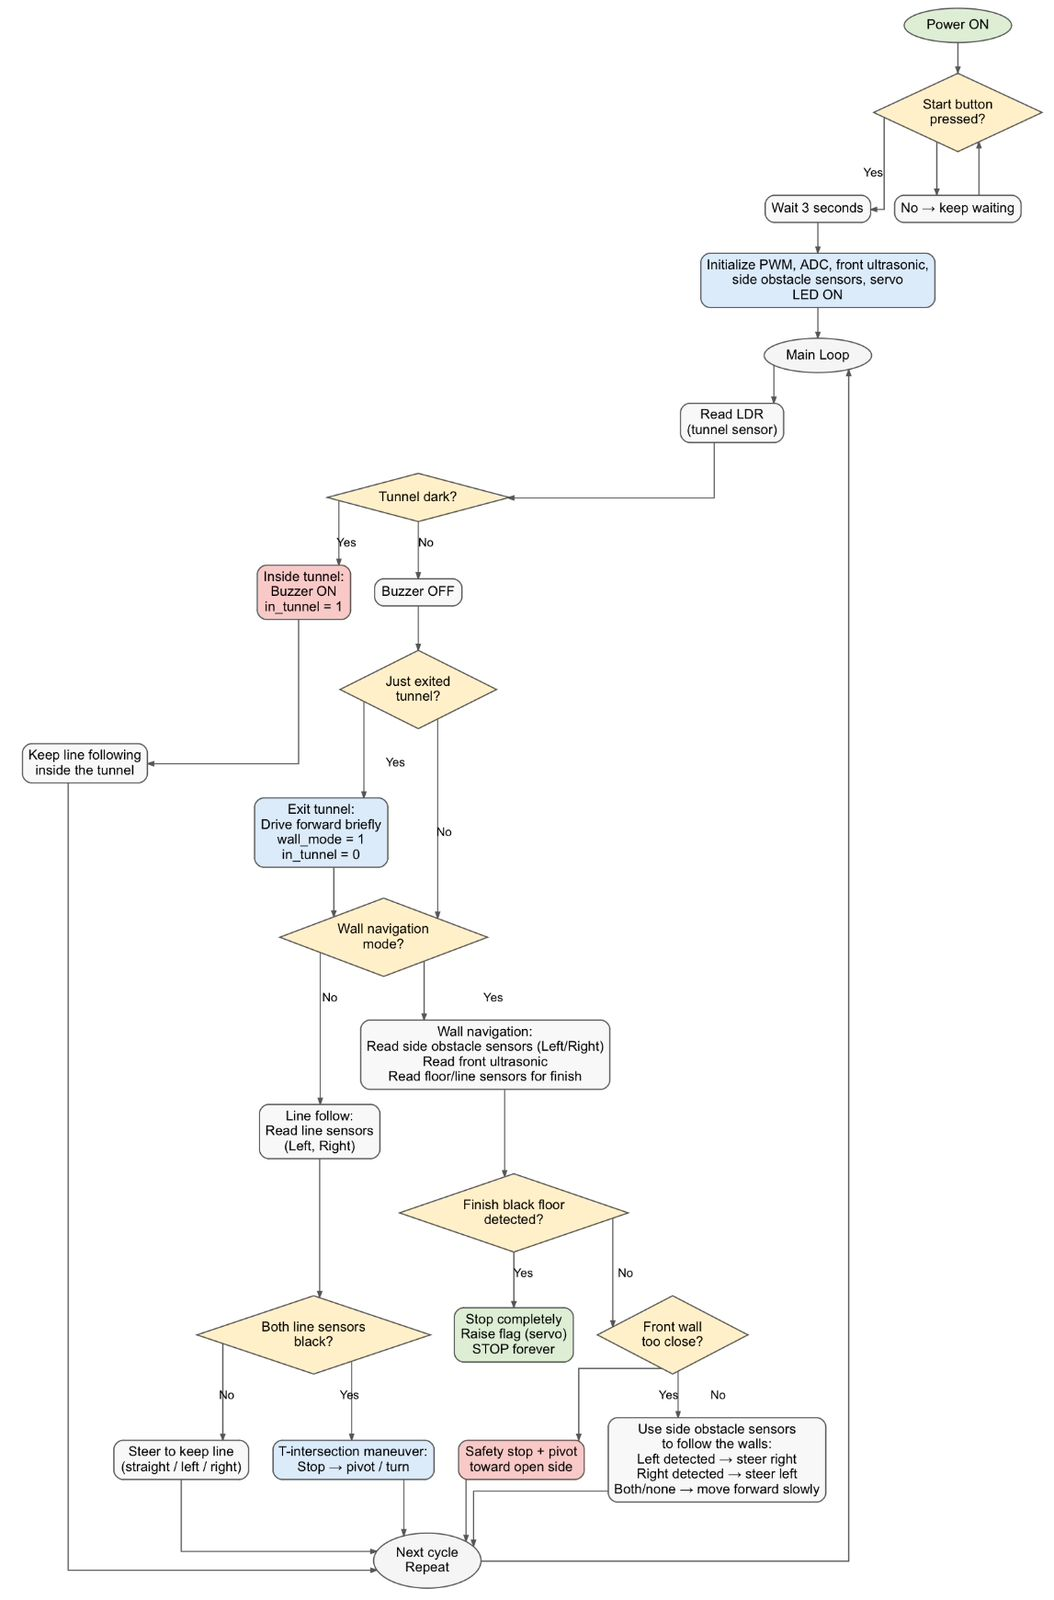 Power ON
Start button
pressed?
Yes
Wait 3 seconds
No → keep waiting
Initialize PWM, ADC, front ultrasonic,
side obstacle sensors, servo
LED ON
Main Loop
Read LDR
(tunnel sensor)
Tunnel dark?
Yes
No
Inside tunnel:
Buzzer ON
in_tunnel = 1
Buzzer OFF
Just exited
tunnel?
Keep line following
inside the tunnel
Yes
Exit tunnel:
Drive forward briefly
wall_mode = 1
in_tunnel = 0
No
Wall navigation
mode?
No
Yes
Wall navigation:
Read side obstacle sensors (Left/Right)
Read front ultrasonic
Read floor/line sensors for finish
Line follow:
Read line sensors
(Left, Right)
Finish black floor
detected?
Yes
No
Stop completely
Raise flag (servo)
STOP forever
Front wall
too close?
Both line sensors
black?
No
Yes
Yes
No
Steer to keep line
(straight / left / right)
T-intersection maneuver:
Stop → pivot / turn
Safety stop + pivot
toward open side
Use side obstacle sensors
to follow the walls:
Left detected → steer right
Right detected → steer left
Both/none → move forward slowly
Next cycle
Repeat